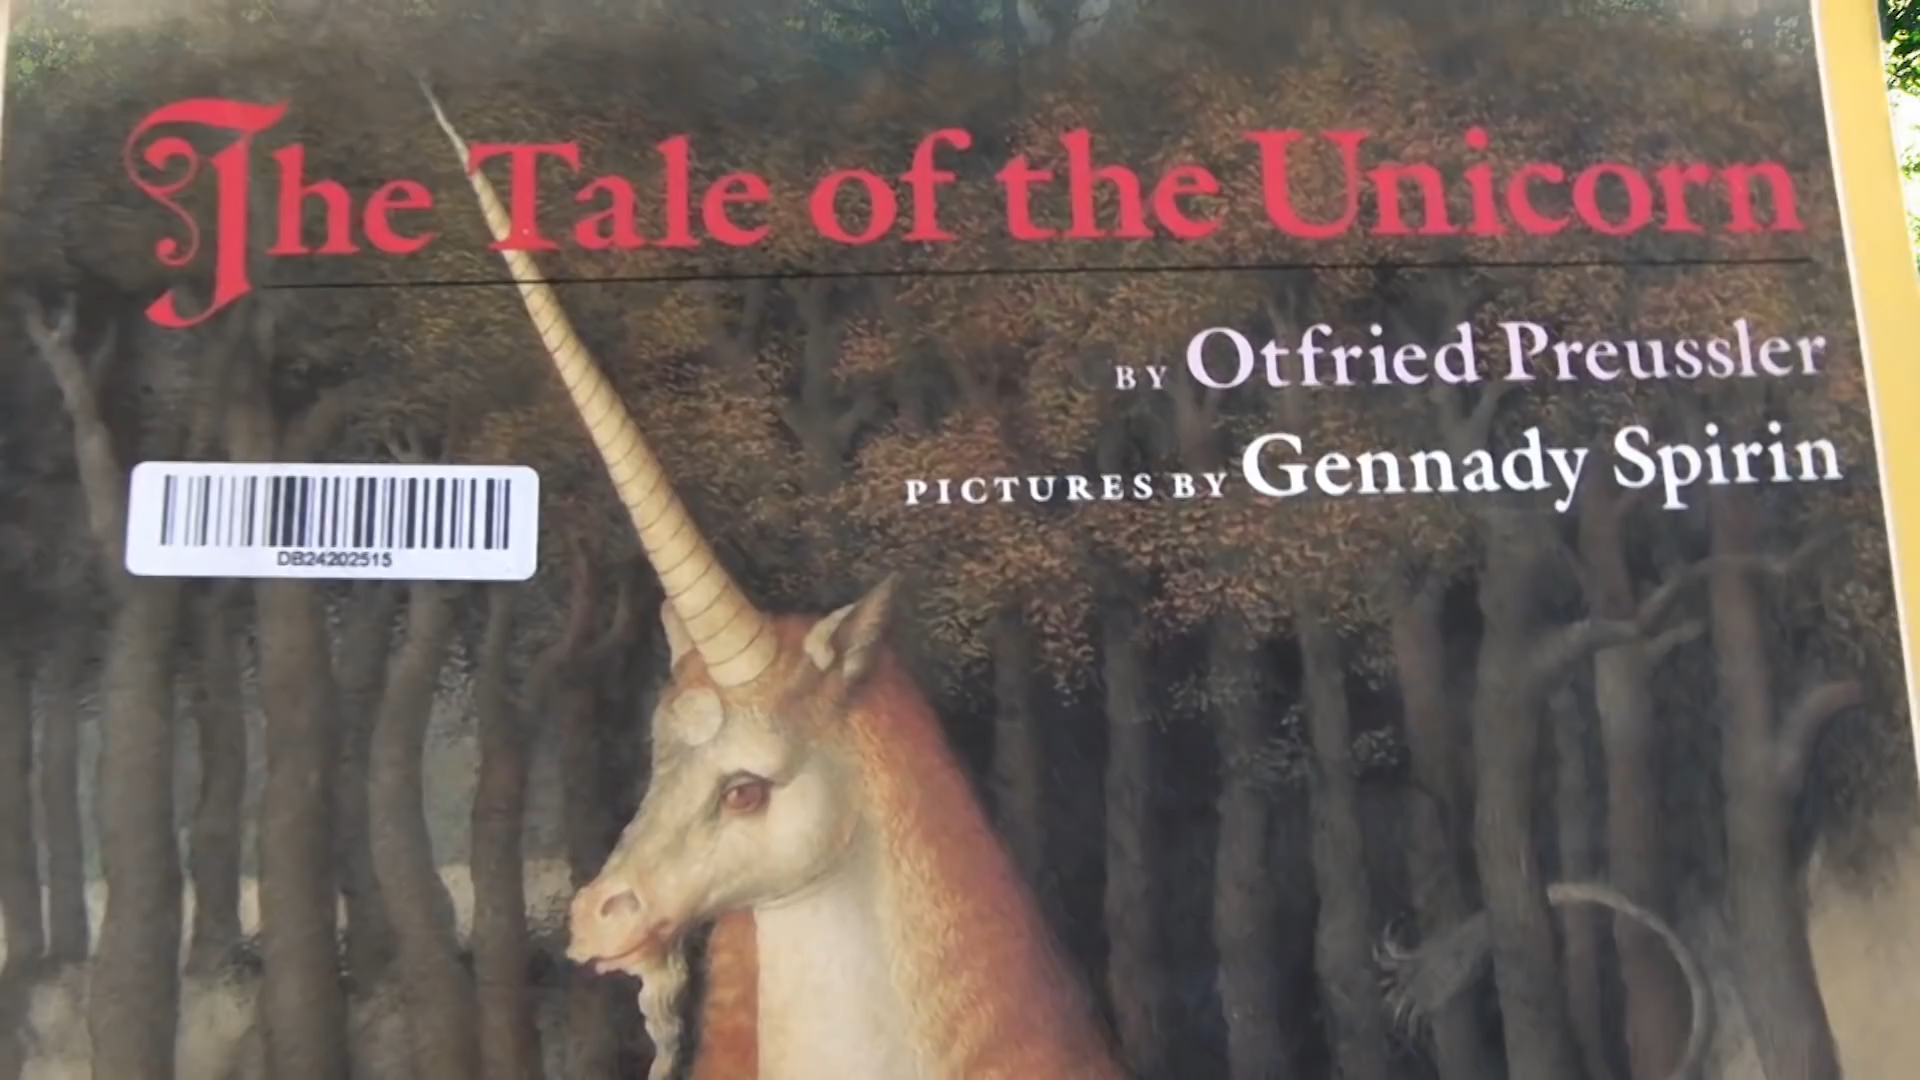 The Tale of the Unicorn
BY Otfried Preussler
PICTURES BY Gennady Spirin
DB24202515